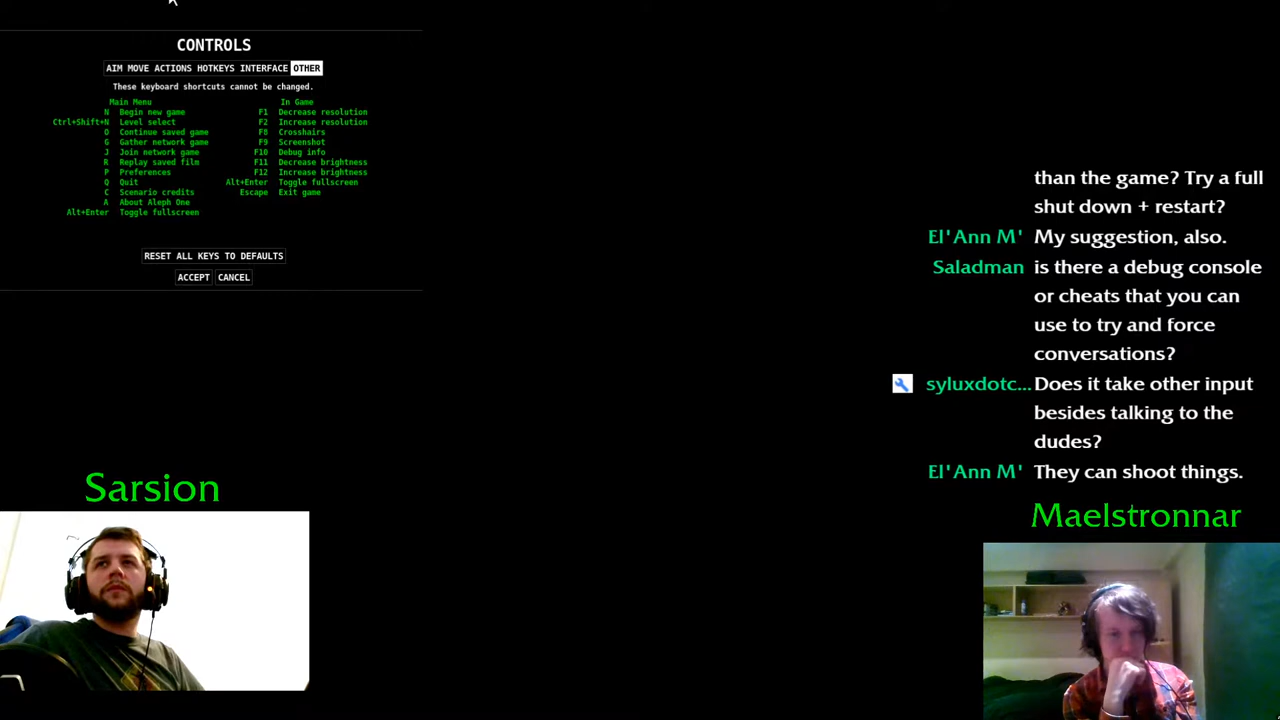 CONTROLS
AIM MOVE ACTIONS HOTKEYS INTERFACE OTHER
These keyboard shortcuts cannot be changed.
Main Menu
N Begin new game
Ctrl+Shift+N Level select
O Continue saved game
G Gather network game
J Join network game
R Replay saved film
P Preferences
Q Quit
C Scenario credits
A About Aleph One
Alt+Enter Toggle fullscreen
In Game
F1 Decrease resolution
F2 Increase resolution
F8 Crosshairs
F9 Screenshot
F10 Debug info
F11 Decrease brightness
F12 Increase brightness
Alt+Enter Toggle fullscreen
Escape Exit game
RESET ALL KEYS TO DEFAULTS
ACCEPT CANCEL
than the game? Try a full
shut down + restart?
El'Ann M' My suggestion, also.
Saladman is there a debug console
or cheats that you can
use to try and force
conversations?
syluxdotc... Does it take other input
besides talking to the
dudes?
El'Ann M' They can shoot things.
Sarsion
Maelstronnar